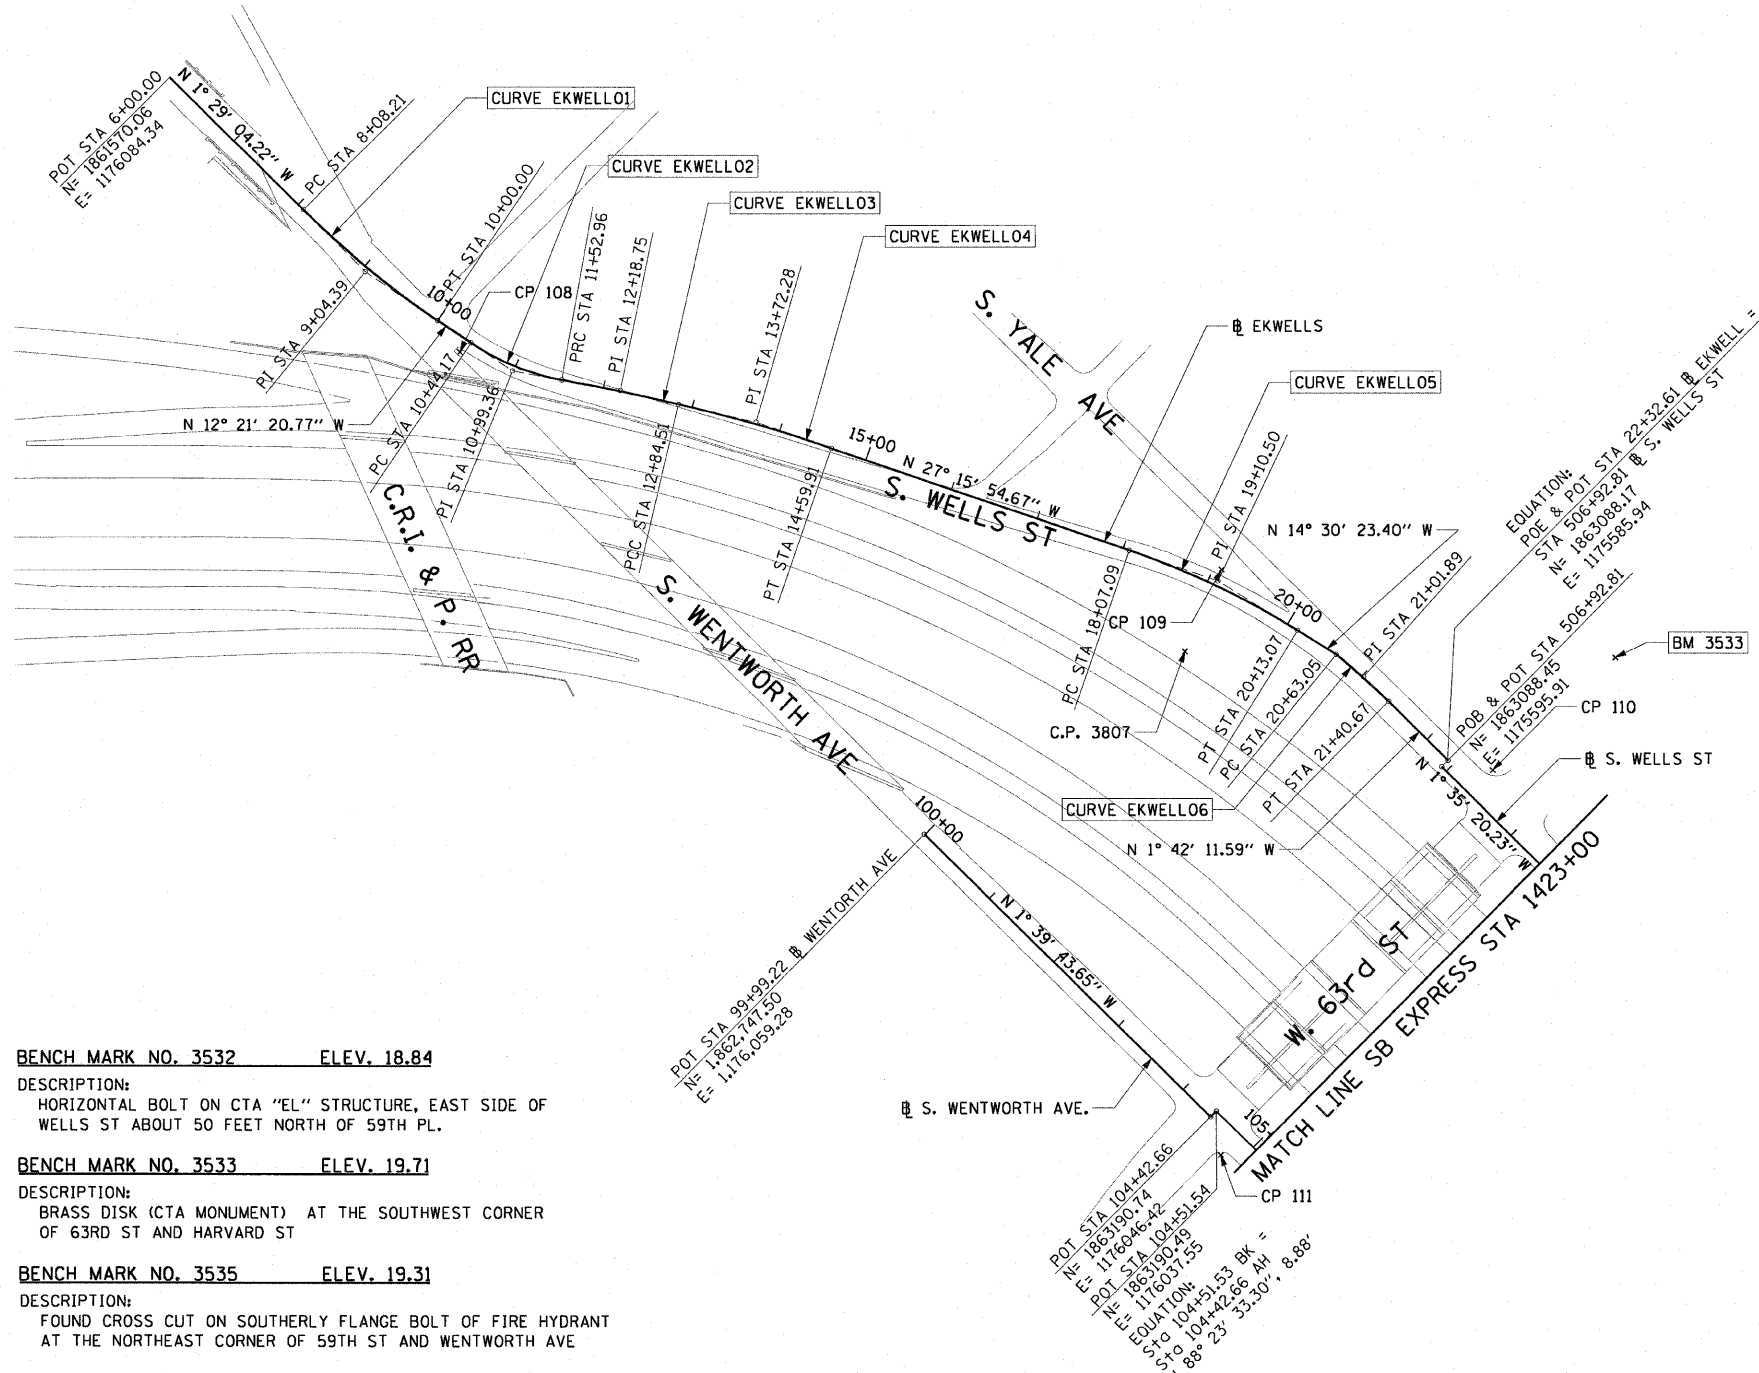 POT STA 6+00.00
N= 1861570.06
E= 1176084.34
N 1° 29' 04.22" W
PC STA 8+08.21
CURVE EKWELL01
PI STA 9+04.39
PT STA 10+00.00
10+00
CURVE EKWELL02
CP 108
N 12° 21' 20.77" W
PC STA 10+44.17
PI STA 10+99.36
PRC STA 11+52.96
PI STA 12+18.75
CURVE EKWELL03
POC STA 12+84.51
PI STA 13+72.28
CURVE EKWELL04
PT STA 14+59.91
15+00
N 27° 15' 54.67" W
S. WELLS ST
S. YALE AVE
℄ EKWELLS
CURVE EKWELL05
PI STA 19+10.50
CP 109
PC STA 18+07.09
C.P. 3807
20+00
N 14° 30' 23.40" W
PT STA 20+13.07
PC STA 20+63.05
PI STA 21+01.89
PT STA 21+40.67
CURVE EKWELL06
N 1° 42' 11.59" W
EQUATION:
POE & POT STA 22+32.61 ℄ EKWELL =
STA 506+92.81 ℄ S. WELLS ST
N= 1863088.17
E= 1175585.94
POB & POT STA 506+92.81
N= 1863088.45
E= 1175595.91
BM 3533
CP 110
℄ S. WELLS ST
N 1° 35' 20.23" W
C.R.I. & P. RR
S. WENTWORTH AVE
100+00
POT STA 99+99.22 ℄ WENTORTH AVE
N= 1,862,747.50
E= 1,176,059.28
N 1° 39' 43.65" W
W. 63rd ST
MATCH LINE SB EXPRESS STA 1423+00
℄ S. WENTWORTH AVE.
105
CP 111
POT STA 104+42.66
N= 1863190.74
E= 1176046.42
POT STA 104+51.54
N= 1863190.49
E= 1176037.55
EQUATION:
Sta 104+51.53 BK =
Sta 104+42.66 AH
88° 23' 33.30", 8.88'
BENCH MARK NO. 3532 ELEV. 18.84
DESCRIPTION:
HORIZONTAL BOLT ON CTA "EL" STRUCTURE, EAST SIDE OF
WELLS ST ABOUT 50 FEET NORTH OF 59TH PL.
BENCH MARK NO. 3533 ELEV. 19.71
DESCRIPTION:
BRASS DISK (CTA MONUMENT) AT THE SOUTHWEST CORNER
OF 63RD ST AND HARVARD ST
BENCH MARK NO. 3535 ELEV. 19.31
DESCRIPTION:
FOUND CROSS CUT ON SOUTHERLY FLANGE BOLT OF FIRE HYDRANT
AT THE NORTHEAST CORNER OF 59TH ST AND WENTWORTH AVE